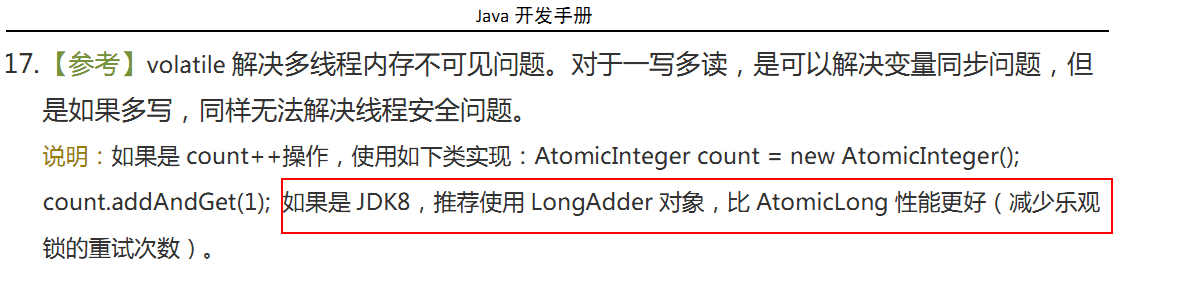 Java 开发手册
17.【参考】volatile 解决多线程内存不可见问题。对于一写多读，是可以解决变量同步问题，但
是如果多写，同样无法解决线程安全问题。
说明：如果是 count++操作，使用如下类实现：AtomicInteger count = new AtomicInteger();
count.addAndGet(1); 如果是 JDK8，推荐使用 LongAdder 对象，比 AtomicLong 性能更好（减少乐观
锁的重试次数）。